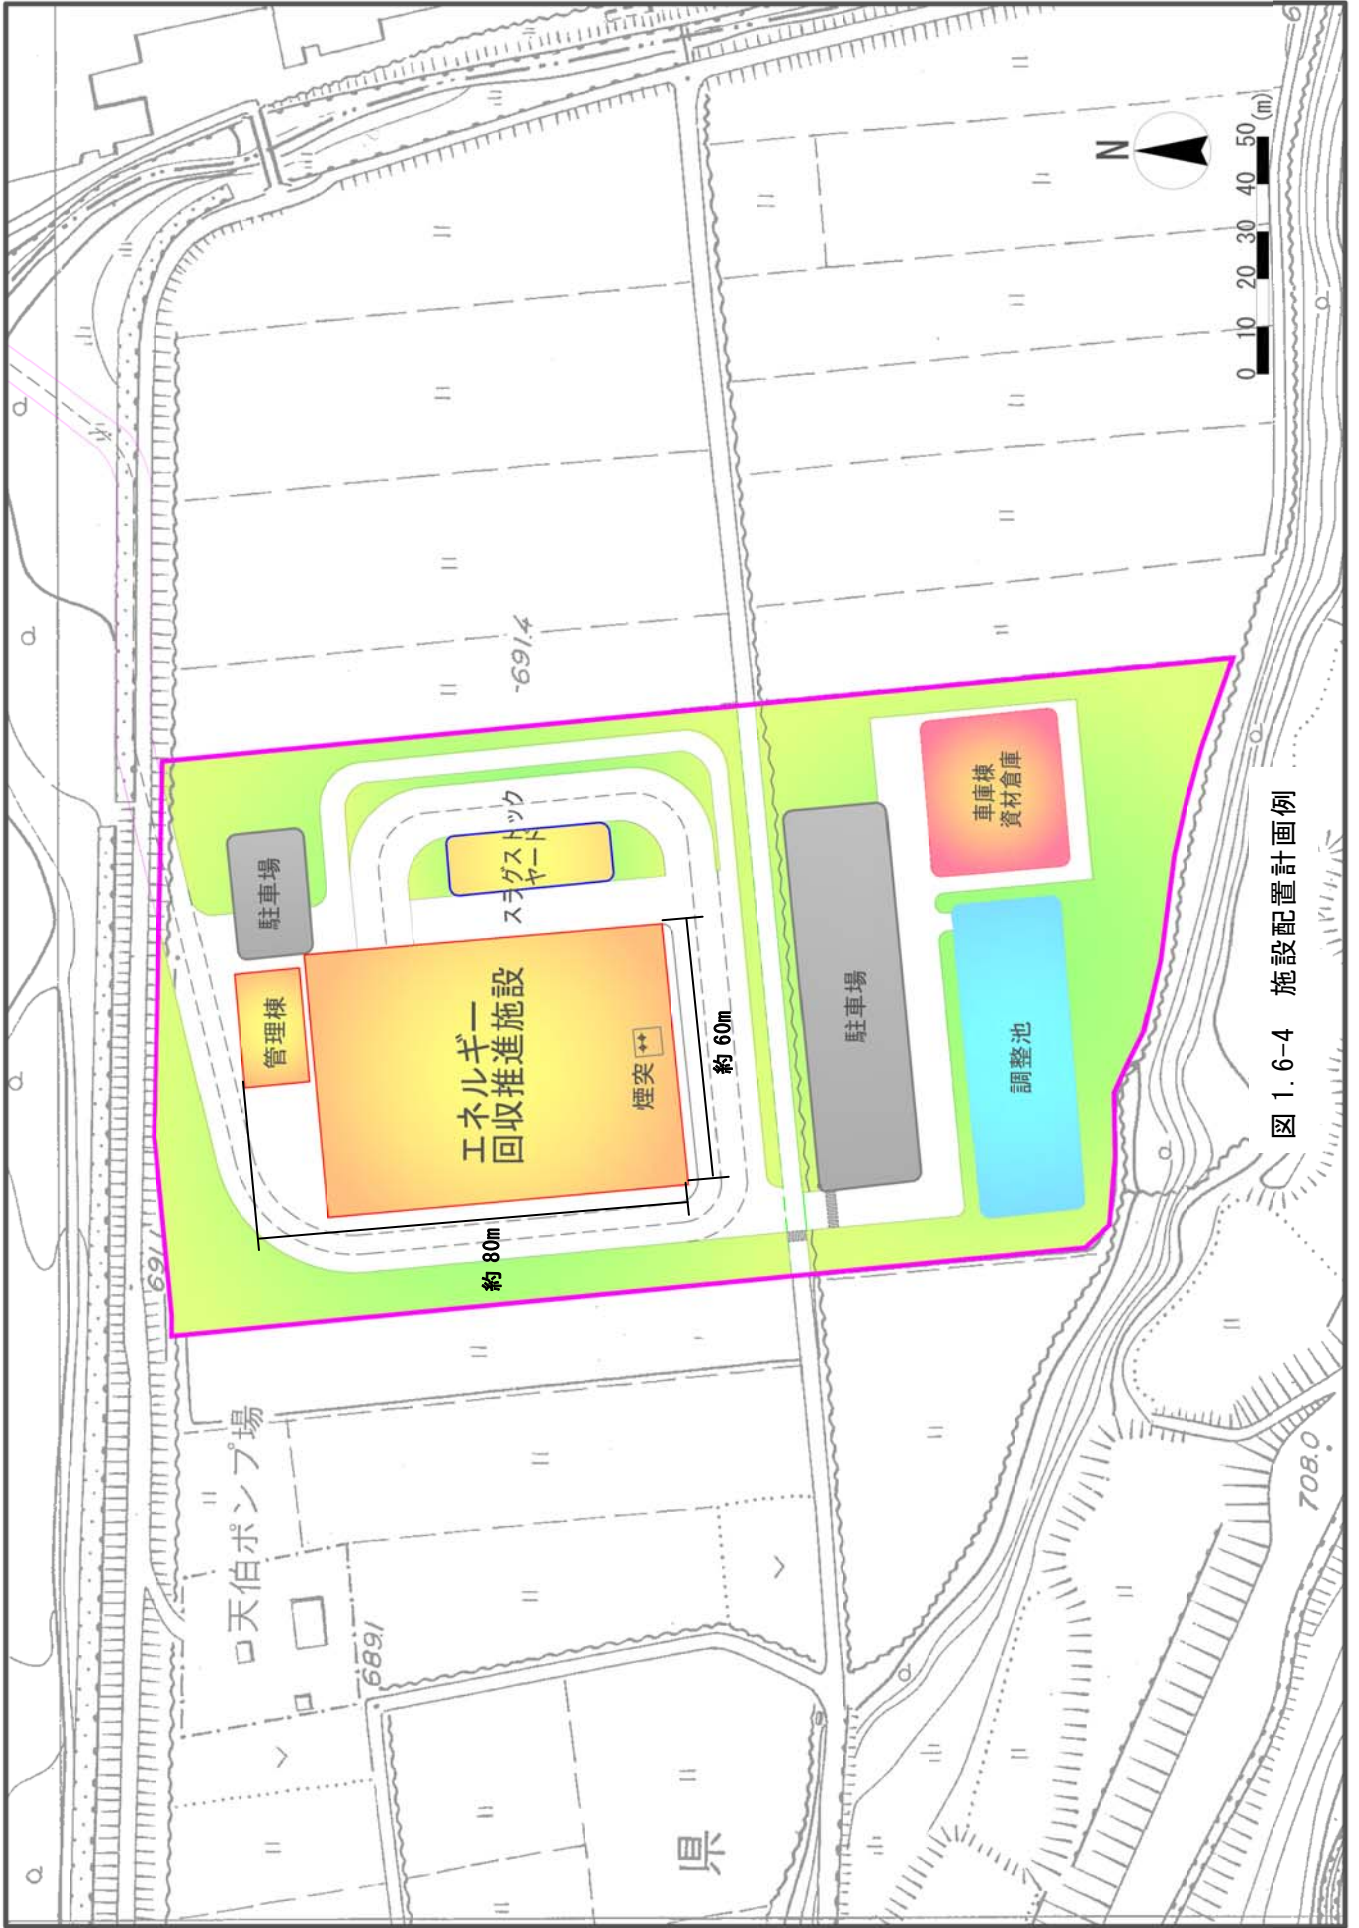 管理棟
駐車場
エネルギー
回収推進施設
煙突
スラグストック
ヤード
約 80m
約 60m
駐車場
調整池
車庫棟
資材倉庫
天伯ポンプ場
県
691.4
691
689.1
708.0
N
0 10 20 30 40 50 (m)
図 1.6-4 施設配置計画例